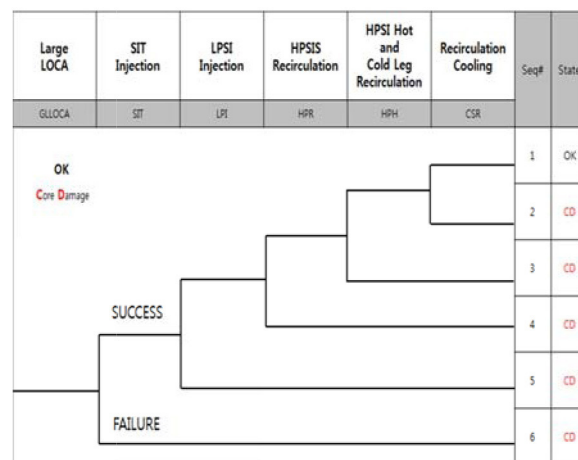 Large
LOCA
SIT
Injection
LPSI
Injection
HPSIS
Recirculation
HPSI Hot
and
Cold Leg
Recirculation
Recirculation
Cooling
Seq#
State
GLLOCA
SIT
LPI
HPR
HPH
CSR
OK
Core Damage
SUCCESS
FAILURE
1
OK
2
CD
3
CD
4
CD
5
CD
6
CD